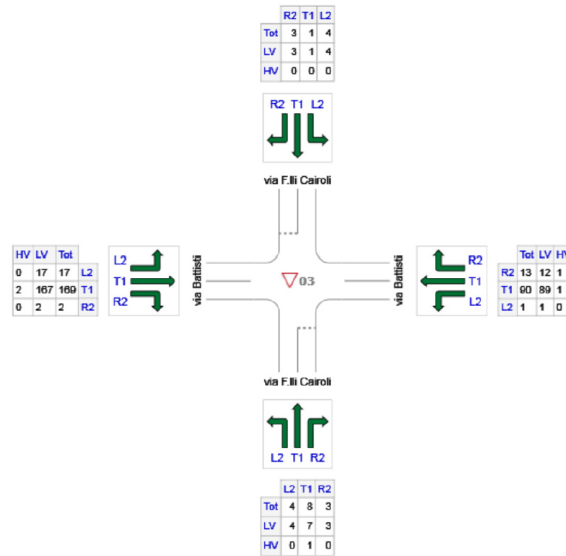 R2 T1 L2
Tot 3 1 4
LV 3 1 4
HV 0 0 0
R2 T1 L2
via F.lli Cairoli
HV LV Tot
0 17 17 L2
2 167 169 T1
0 2 2 R2
L2
T1
R2
via Battisti
03
via Battisti
R2
T1
L2
Tot LV HV
R2 13 12 1
T1 90 89 1
L2 1 1 0
via F.lli Cairoli
L2 T1 R2
L2 T1 R2
Tot 4 8 3
LV 4 7 3
HV 0 1 0